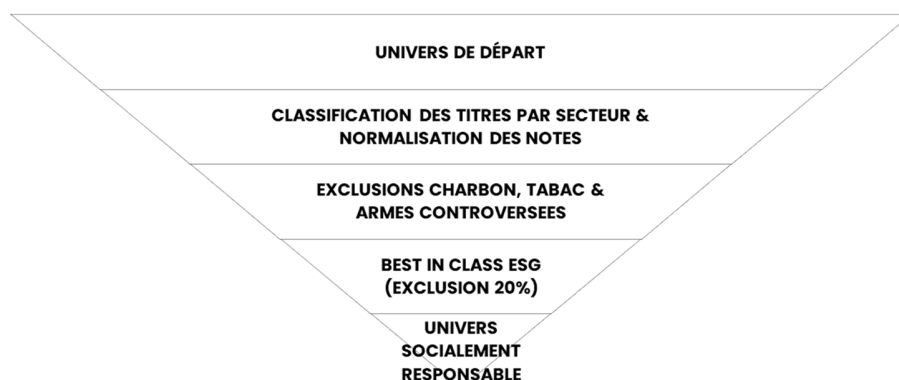 UNIVERS DE DÉPART
CLASSIFICATION DES TITRES PAR SECTEUR &
NORMALISATION DES NOTES
EXCLUSIONS CHARBON, TABAC &
ARMES CONTROVERSEES
BEST IN CLASS ESG
(EXCLUSION 20%)
UNIVERS
SOCIALEMENT
RESPONSABLE